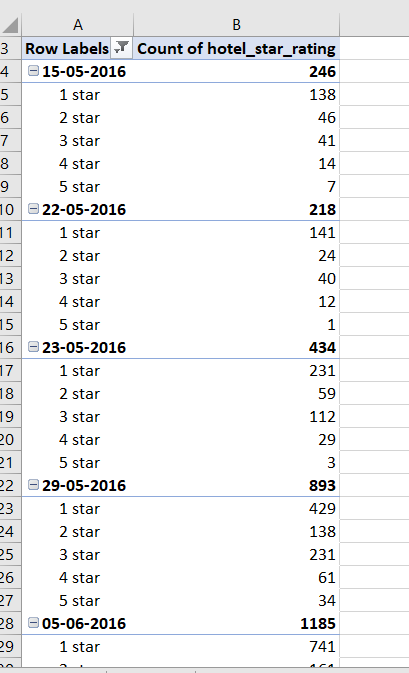 A B
3 Row Labels Count of hotel_star_rating
4 15-05-2016 246
5 1 star 138
6 2 star 46
7 3 star 41
8 4 star 14
9 5 star 7
10 22-05-2016 218
11 1 star 141
12 2 star 24
13 3 star 40
14 4 star 12
15 5 star 1
16 23-05-2016 434
17 1 star 231
18 2 star 59
19 3 star 112
20 4 star 29
21 5 star 3
22 29-05-2016 893
23 1 star 429
24 2 star 138
25 3 star 231
26 4 star 61
27 5 star 34
28 05-06-2016 1185
29 1 star 741